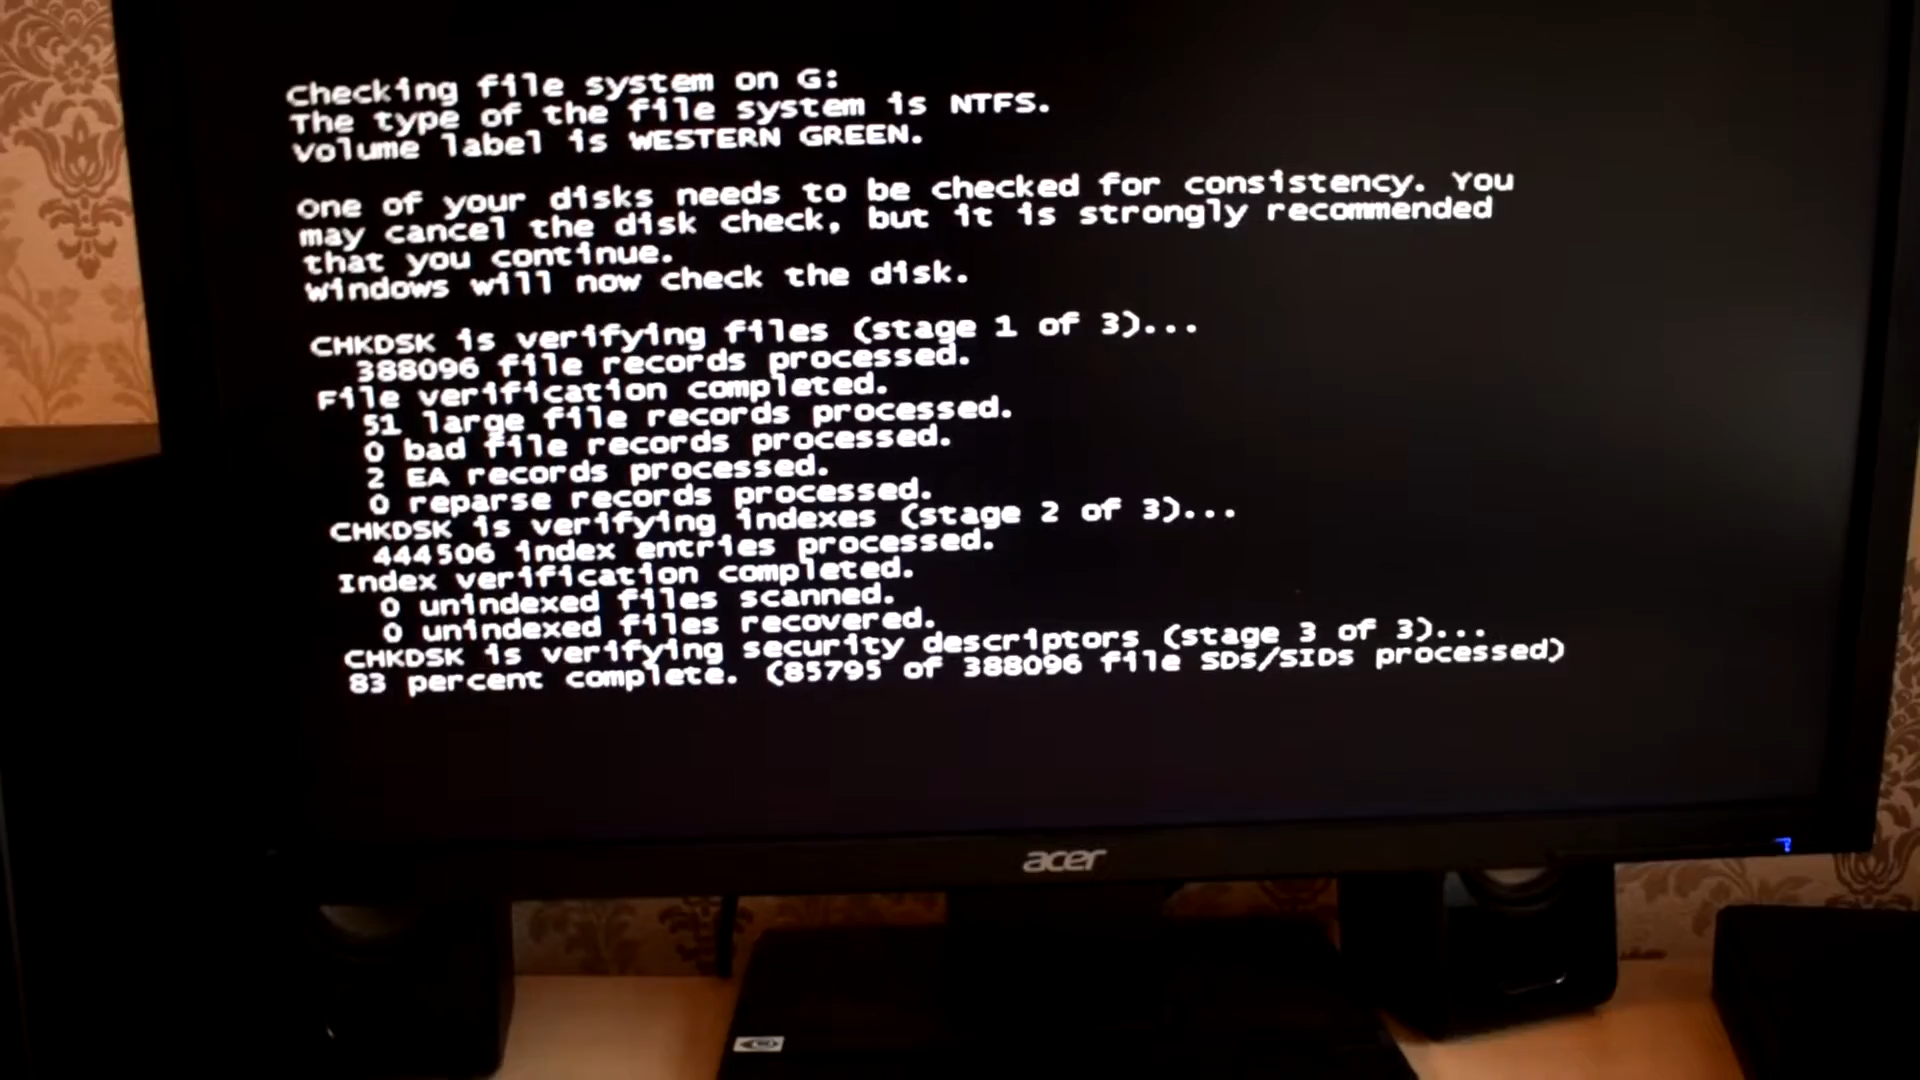 Checking file system on G:
The type of the file system is NTFS.
Volume label is WESTERN GREEN.
One of your disks needs to be checked for consistency. You
may cancel the disk check, but it is strongly recommended
that you continue.
Windows will now check the disk.
CHKDSK is verifying files (stage 1 of 3)...
388096 file records processed.
File verification completed.
51 large file records processed.
0 bad file records processed.
2 EA records processed.
0 reparse records processed.
CHKDSK is verifying indexes (stage 2 of 3)...
444506 index entries processed.
Index verification completed.
0 unindexed files scanned.
0 unindexed files recovered.
CHKDSK is verifying security descriptors (stage 3 of 3)...
83 percent complete. (85795 of 388096 file SDS/SIDs processed)
acer